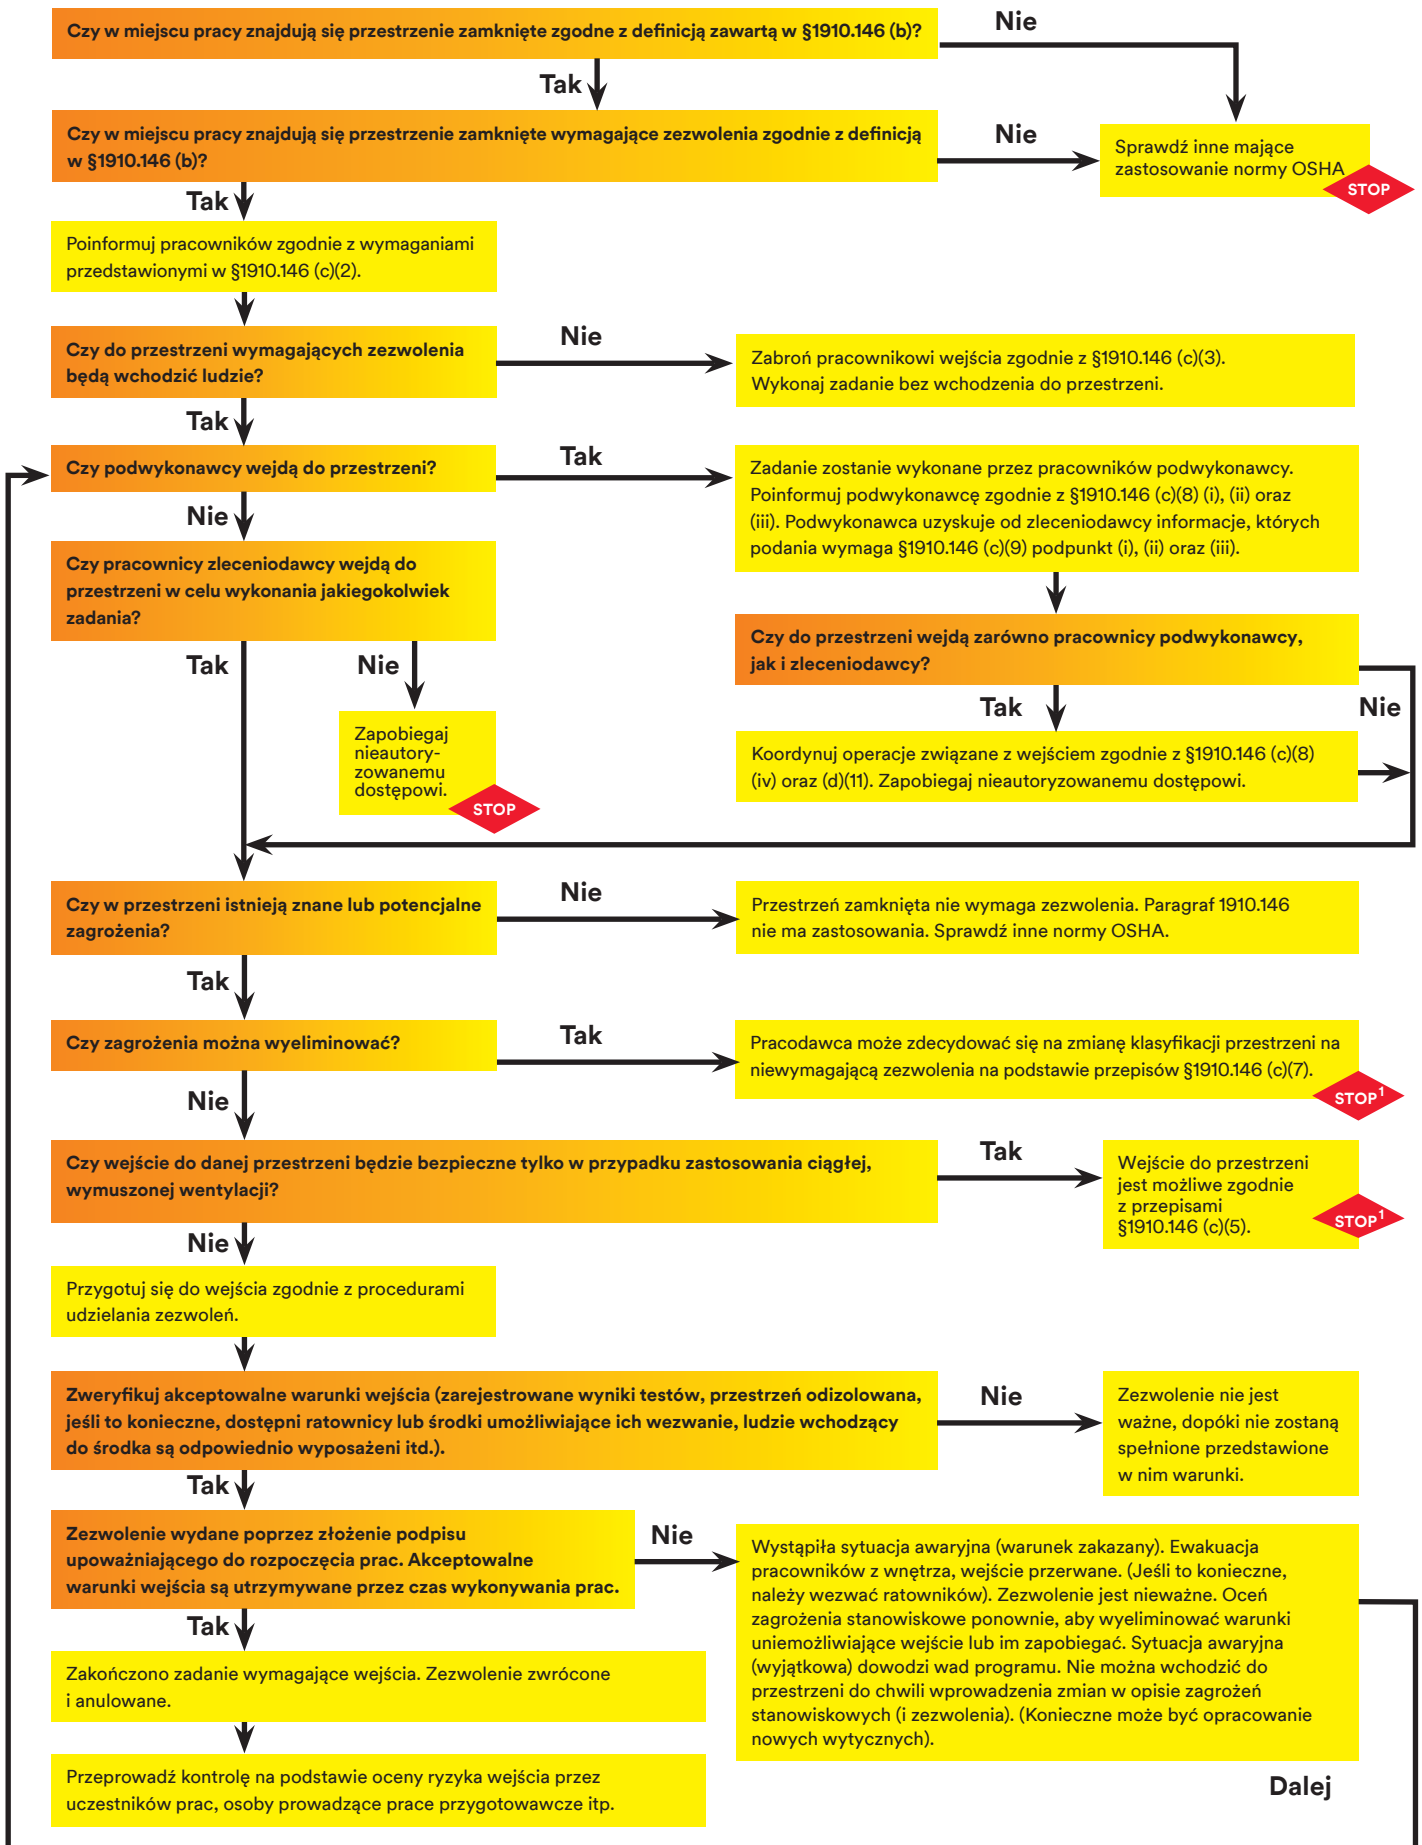 Czy w miejscu pracy znajdują się przestrzenie zamknięte zgodne z definicją zawartą w §1910.146 (b)?
Nie
Tak
Czy w miejscu pracy znajdują się przestrzenie zamknięte wymagające zezwolenia zgodnie z definicją
w §1910.146 (b)?
Nie
Sprawdź inne mające
zastosowanie normy OSHA
STOP
Tak
Poinformuj pracowników zgodnie z wymaganiami
przedstawionymi w §1910.146 (c)(2).
Czy do przestrzeni wymagających zezwolenia
będą wchodzić ludzie?
Nie
Zabroń pracownikowi wejścia zgodnie z §1910.146 (c)(3).
Wykonaj zadanie bez wchodzenia do przestrzeni.
Tak
Czy podwykonawcy wejdą do przestrzeni?
Tak
Zadanie zostanie wykonane przez pracowników podwykonawcy.
Poinformuj podwykonawcę zgodnie z §1910.146 (c)(8) (i), (ii) oraz
(iii). Podwykonawca uzyskuje od zleceniodawcy informacje, których
podania wymaga §1910.146 (c)(9) podpunkt (i), (ii) oraz (iii).
Nie
Czy pracownicy zleceniodawcy wejdą do
przestrzeni w celu wykonania jakiegokolwiek
zadania?
Czy do przestrzeni wejdą zarówno pracownicy podwykonawcy,
jak i zleceniodawcy?
Tak
Nie
Tak
Nie
Zapobiegaj
nieautory-
zowanemu
dostępowi.
STOP
Koordynuj operacje związane z wejściem zgodnie z §1910.146 (c)(8)
(iv) oraz (d)(11). Zapobiegaj nieautoryzowanemu dostępowi.
Czy w przestrzeni istnieją znane lub potencjalne
zagrożenia?
Nie
Przestrzeń zamknięta nie wymaga zezwolenia. Paragraf 1910.146
nie ma zastosowania. Sprawdź inne normy OSHA.
Tak
Czy zagrożenia można wyeliminować?
Tak
Pracodawca może zdecydować się na zmianę klasyfikacji przestrzeni na
niewymagającą zezwolenia na podstawie przepisów §1910.146 (c)(7).
STOP¹
Nie
Czy wejście do danej przestrzeni będzie bezpieczne tylko w przypadku zastosowania ciągłej,
wymuszonej wentylacji?
Tak
Wejście do przestrzeni
jest możliwe zgodnie
z przepisami
§1910.146 (c)(5).
STOP¹
Nie
Przygotuj się do wejścia zgodnie z procedurami
udzielania zezwoleń.
Zweryfikuj akceptowalne warunki wejścia (zarejestrowane wyniki testów, przestrzeń odizolowana,
jeśli to konieczne, dostępni ratownicy lub środki umożliwiające ich wezwanie, ludzie wchodzący
do środka są odpowiednio wyposażeni itd.).
Nie
Zezwolenie nie jest
ważne, dopóki nie zostaną
spełnione przedstawione
w nim warunki.
Tak
Zezwolenie wydane poprzez złożenie podpisu
upoważniającego do rozpoczęcia prac. Akceptowalne
warunki wejścia są utrzymywane przez czas wykonywania prac.
Nie
Wystąpiła sytuacja awaryjna (warunek zakazany). Ewakuacja
pracowników z wnętrza, wejście przerwane. (Jeśli to konieczne,
należy wezwać ratowników). Zezwolenie jest nieważne. Oceń
zagrożenia stanowiskowe ponownie, aby wyeliminować warunki
uniemożliwiające wejście lub im zapobiegać. Sytuacja awaryjna
(wyjątkowa) dowodzi wad programu. Nie można wchodzić do
przestrzeni do chwili wprowadzenia zmian w opisie zagrożeń
stanowiskowych (i zezwolenia). (Konieczne może być opracowanie
nowych wytycznych).
Tak
Zakończono zadanie wymagające wejścia. Zezwolenie zwrócone
i anulowane.
Przeprowadź kontrolę na podstawie oceny ryzyka wejścia przez
uczestników prac, osoby prowadzące prace przygotowawcze itp.
Dalej